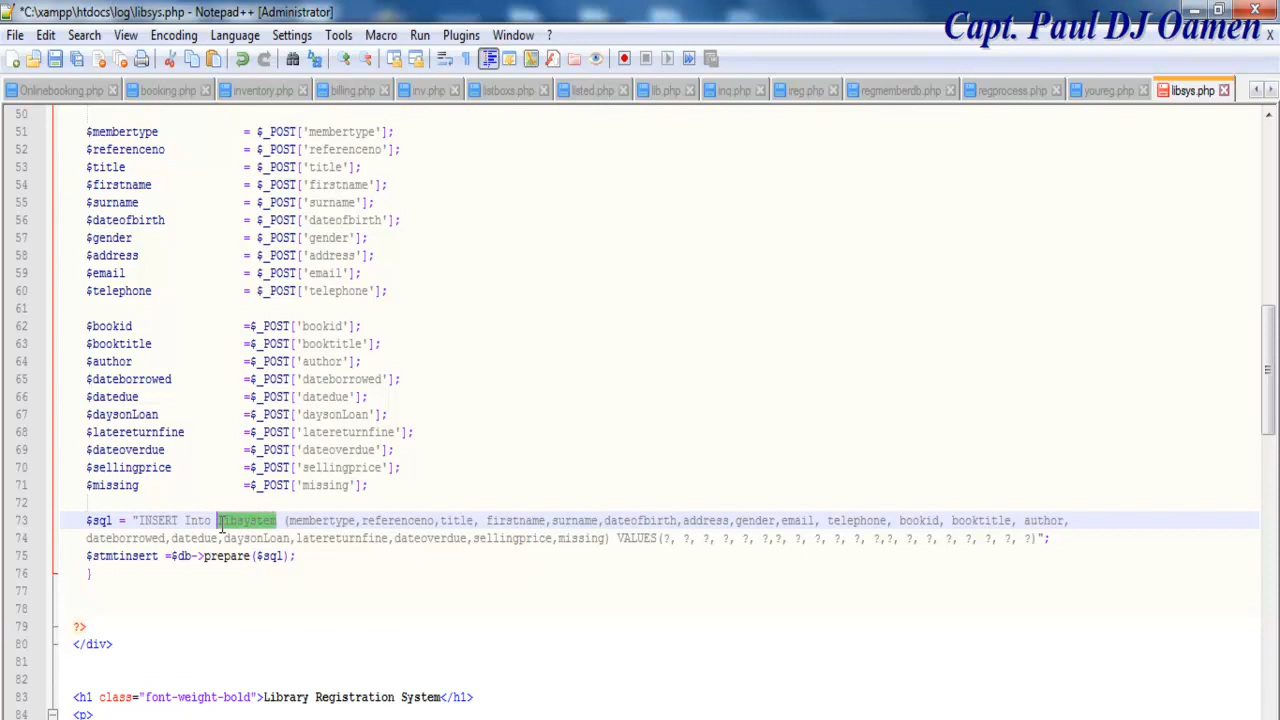 *C:\xampp\htdocs\log\libsys.php - Notepad++ [Administrator]
Capt. Paul DJ Oamen
File Edit Search View Encoding Language Settings Tools Macro Run Plugins Window ? X
Onlinebooking.php booking.php inventory.php billing.php inv.php listboxs.php listed.php lib.php inq.php ireg.php regmemberdb.php regprocess.php youreg.php libsys.php
50
51 $membertype = $_POST['membertype'];
52 $referenceno = $_POST['referenceno'];
53 $title = $_POST['title'];
54 $firstname = $_POST['firstname'];
55 $surname = $_POST['surname'];
56 $dateofbirth = $_POST['dateofbirth'];
57 $gender = $_POST['gender'];
58 $address = $_POST['address'];
59 $email = $_POST['email'];
60 $telephone = $_POST['telephone'];
61
62 $bookid =$_POST['bookid'];
63 $booktitle =$_POST['booktitle'];
64 $author =$_POST['author'];
65 $dateborrowed =$_POST['dateborrowed'];
66 $datedue =$_POST['datedue'];
67 $daysonLoan =$_POST['daysonLoan'];
68 $latereturnfine =$_POST['latereturnfine'];
69 $dateoverdue =$_POST['dateoverdue'];
70 $sellingprice =$_POST['sellingprice'];
71 $missing =$_POST['missing'];
72
73 $sql = "INSERT Into libsystem (membertype,referenceno,title, firstname,surname,dateofbirth,address,gender,email, telephone, bookid, booktitle, author,
74 dateborrowed,datedue,daysonLoan,latereturnfine,dateoverdue,sellingprice,missing) VALUES(?, ?, ?, ?, ?, ?,?, ?, ?, ?, ?, ?,?, ?, ?, ?, ?, ?, ?, ?)";
75 $stmtinsert =$db->prepare($sql);
76 }
77
78
79 ?>
80 </div>
81
82
83 <h1 class="font-weight-bold">Library Registration System</h1>
84 <p>